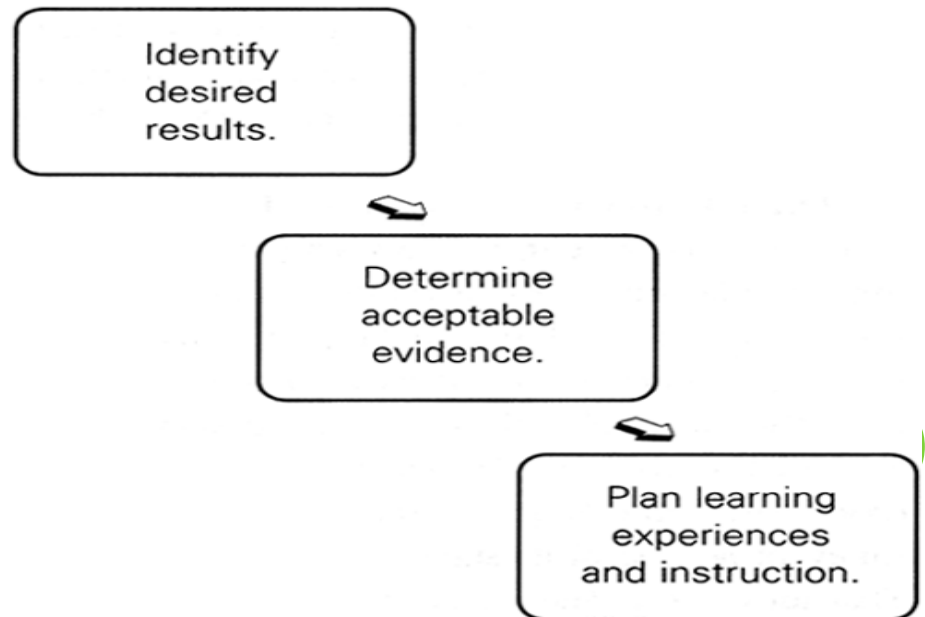 Identify
desired
results.
Determine
acceptable
evidence.
Plan learning
experiences
and instruction.